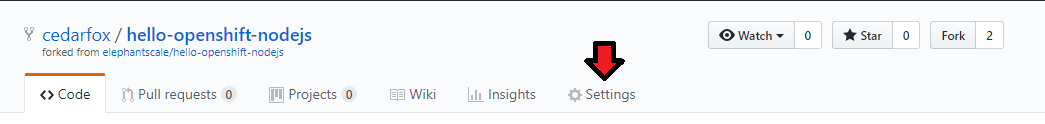 cedarfox / hello-openshift-nodejs
forked from elephantscale/hello-openshift-nodejs
Watch 0 Star 0 Fork 2
Code Pull requests 0 Projects 0 Wiki Insights Settings